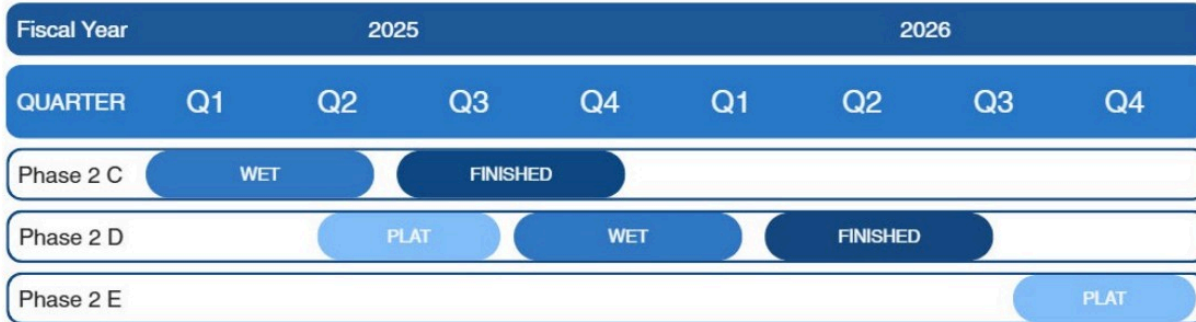 Fiscal Year 2025 2026
QUARTER Q1 Q2 Q3 Q4 Q1 Q2 Q3 Q4
Phase 2 C WET FINISHED
Phase 2 D PLAT WET FINISHED
Phase 2 E PLAT